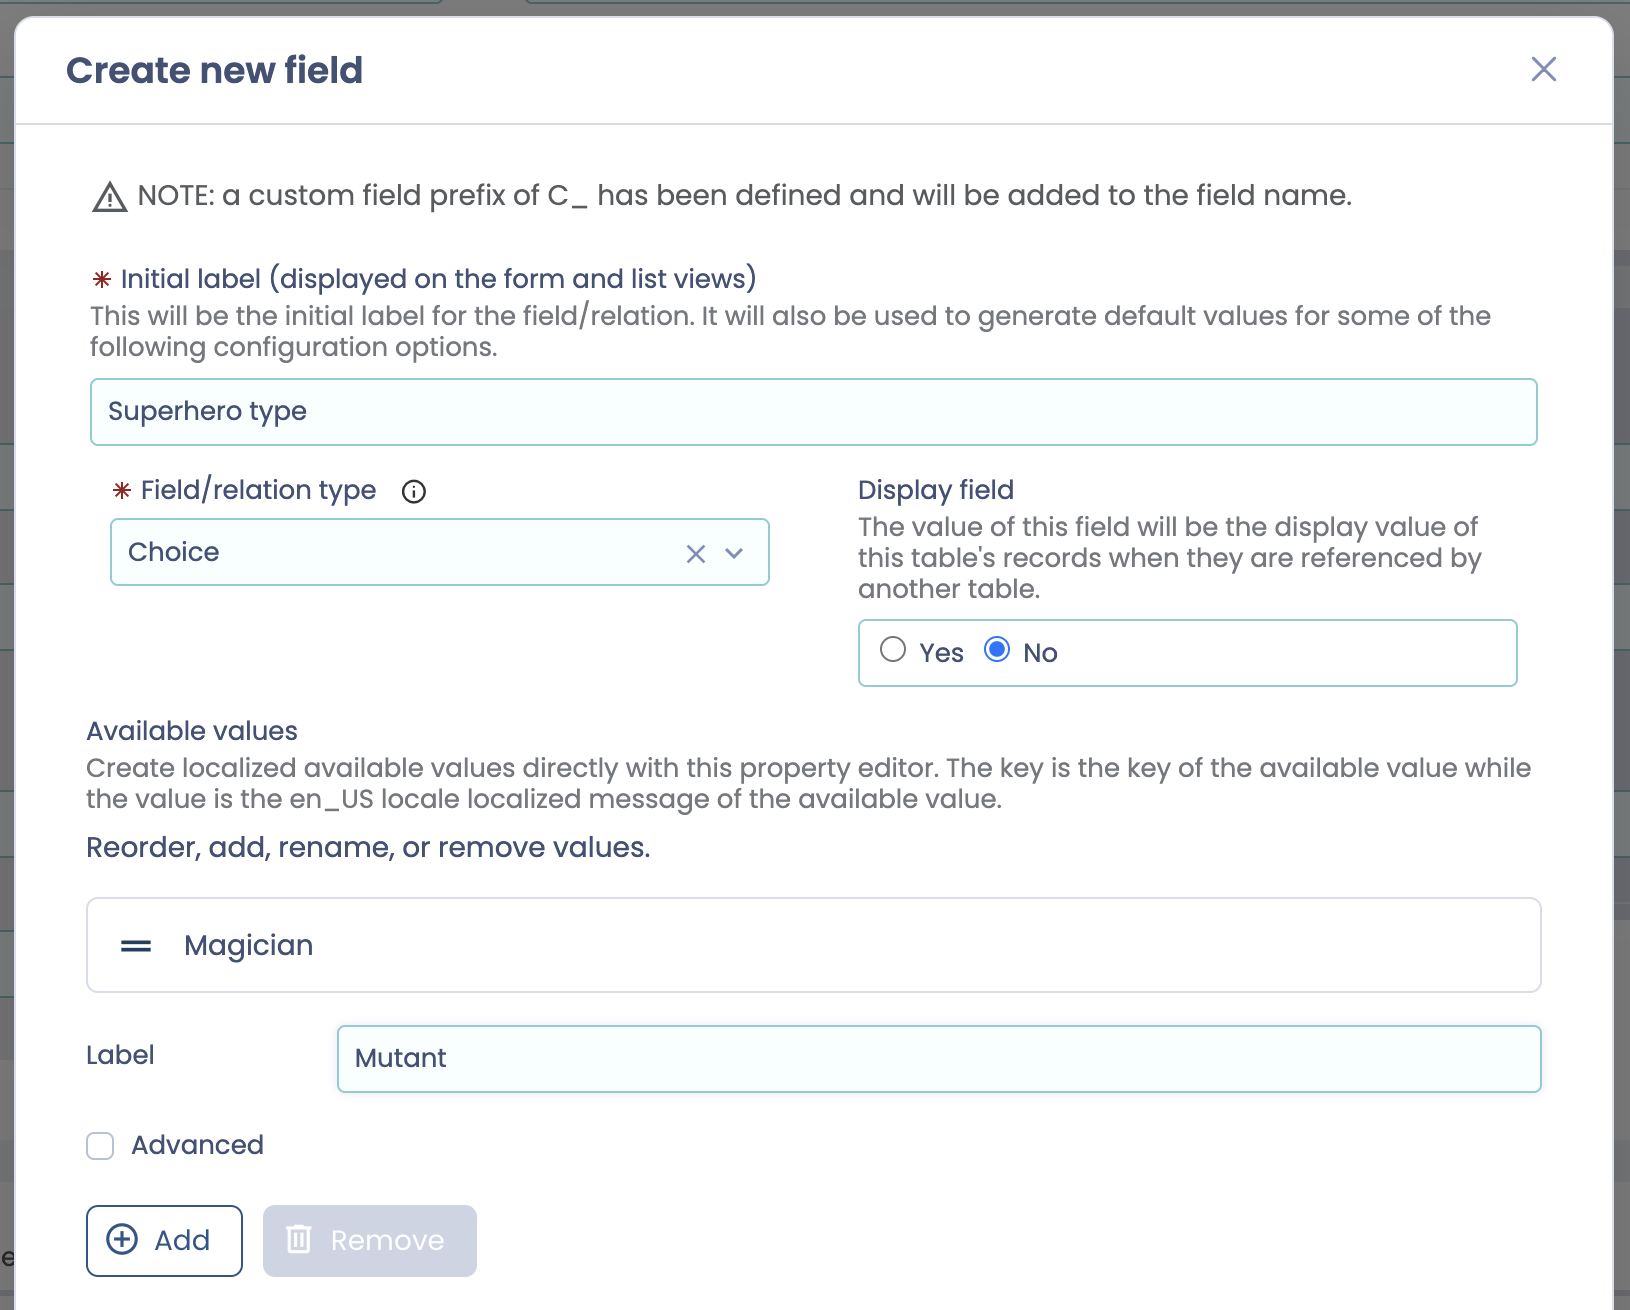 Create new field
NOTE: a custom field prefix of C_ has been defined and will be added to the field name.
* Initial label (displayed on the form and list views)
This will be the initial label for the field/relation. It will also be used to generate default values for some of the
following configuration options.
Superhero type
* Field/relation type
Choice
Display field
The value of this field will be the display value of
this table's records when they are referenced by
another table.
Yes No
Available values
Create localized available values directly with this property editor. The key is the key of the available value while
the value is the en_US locale localized message of the available value.
Reorder, add, rename, or remove values.
Magician
Label
Mutant
Advanced
Add
Remove